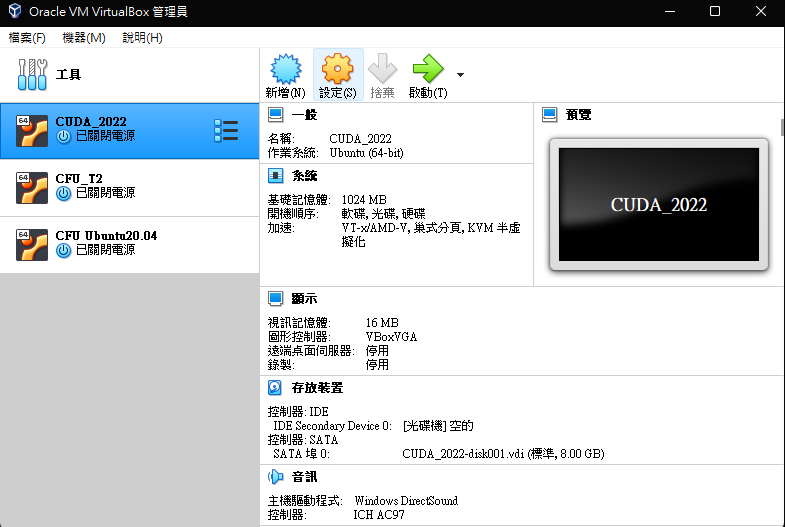 Oracle VM VirtualBox 管理員
檔案(F) 機器(M) 說明(H)
工具
新增(N) 設定(S) 捨棄 啟動(T)
64
CUDA_2022
已關閉電源
64
CFU_T2
已關閉電源
64
CFU Ubuntu20.04
已關閉電源
一般
名稱: CUDA_2022
作業系統: Ubuntu (64-bit)
系統
基礎記憶體: 1024 MB
開機順序: 軟碟, 光碟, 硬碟
加速: VT-x/AMD-V, 巢式分頁, KVM 半虛
擬化
預覽
CUDA_2022
顯示
視訊記憶體: 16 MB
圖形控制器: VBoxVGA
遠端桌面伺服器: 停用
錄製: 停用
存放裝置
控制器: IDE
IDE Secondary Device 0: [光碟機] 空的
控制器: SATA
SATA 埠 0: CUDA_2022-disk001.vdi (標準, 8.00 GB)
音訊
主機驅動程式: Windows DirectSound
控制器: ICH AC97